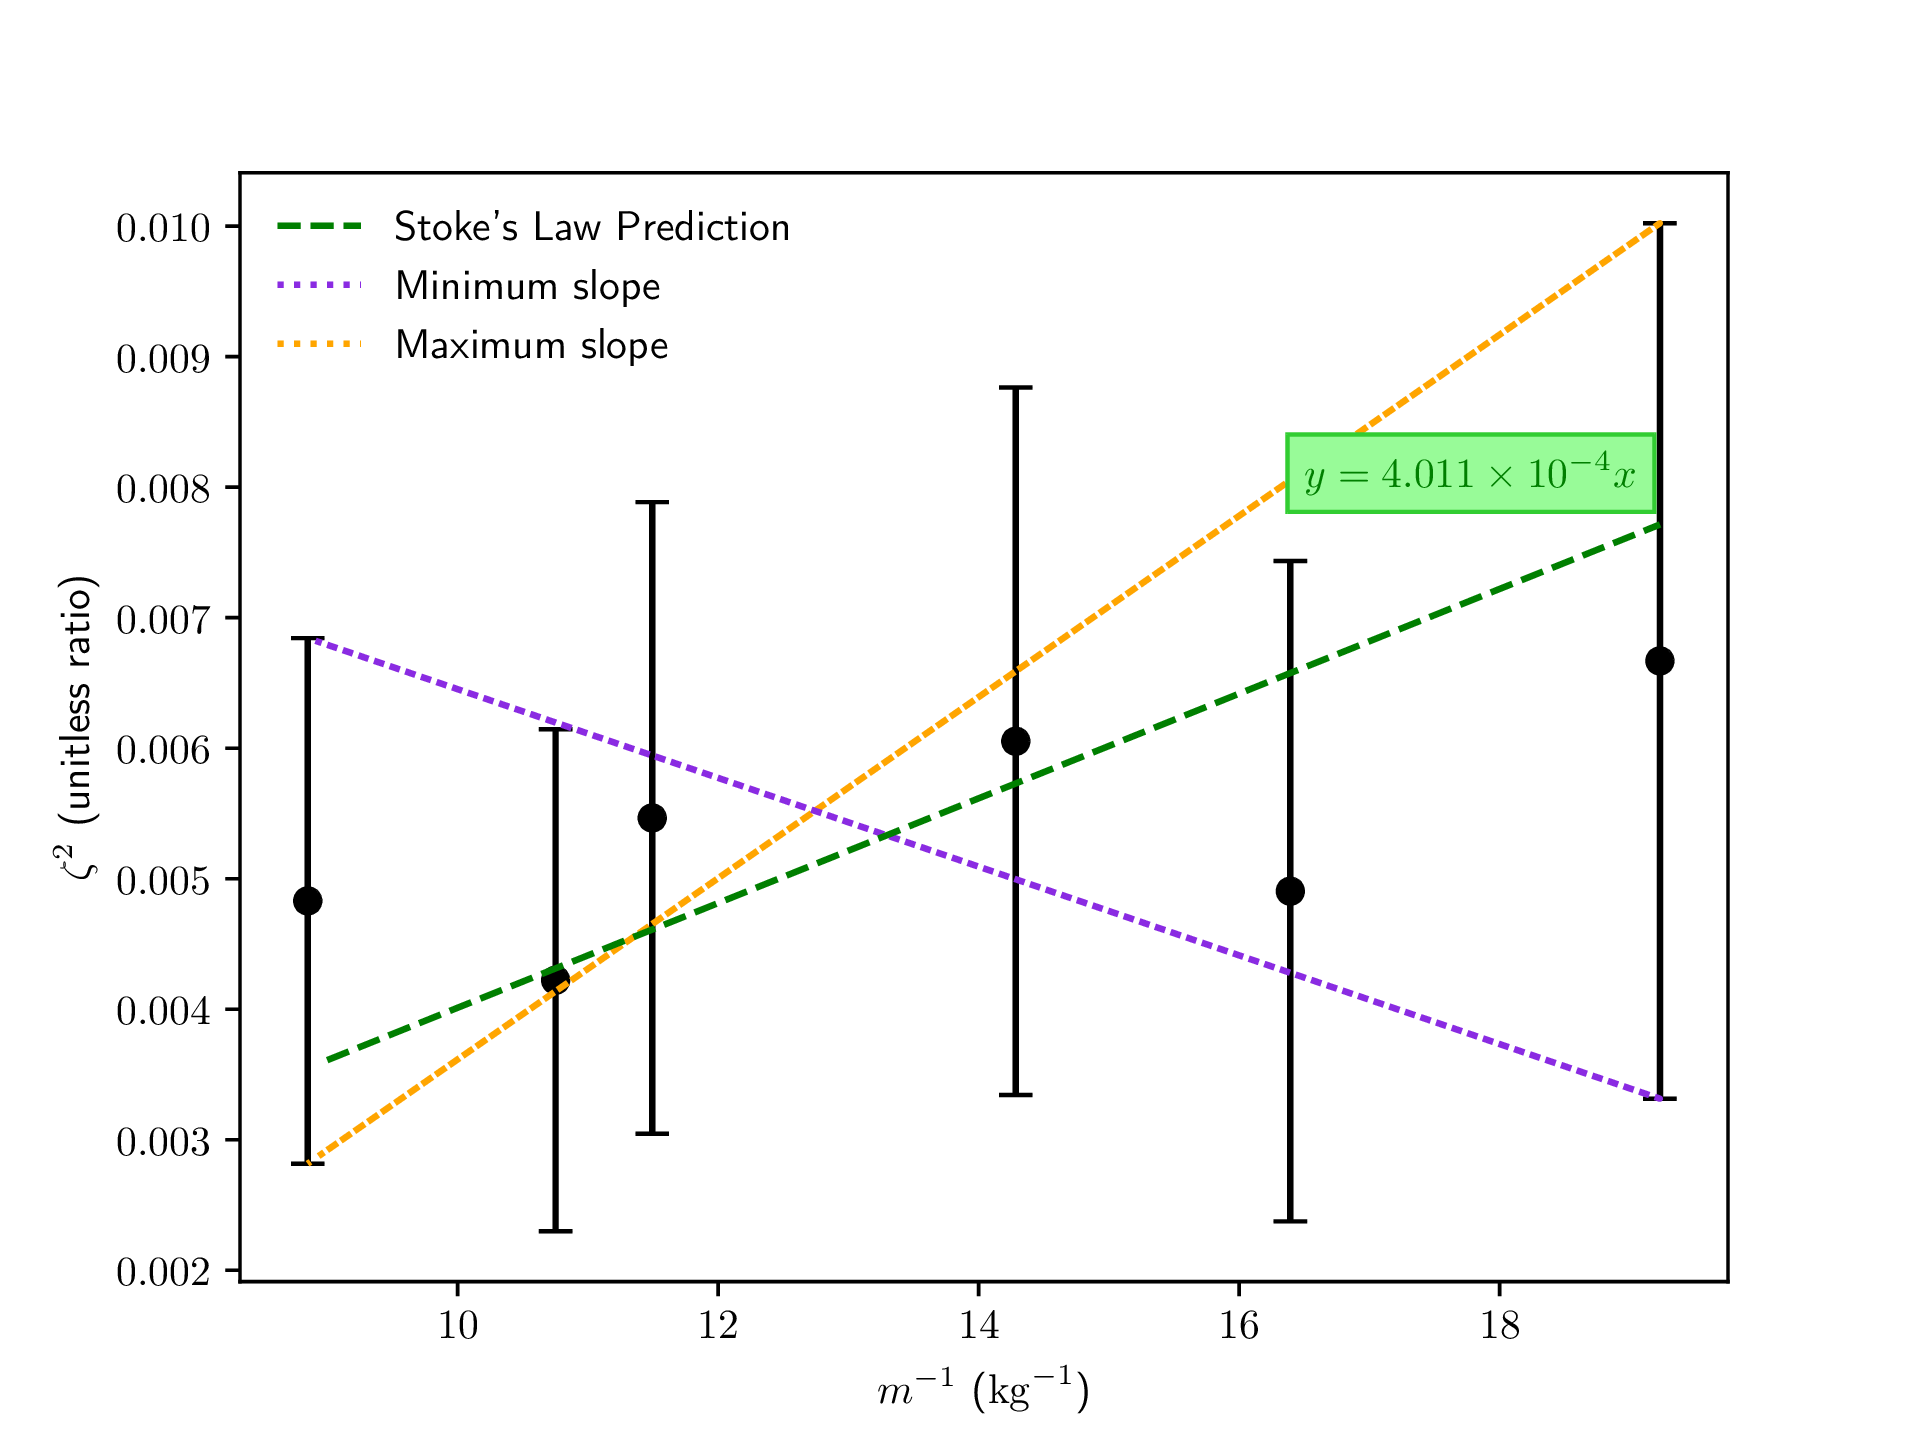 Stoke's Law Prediction
Minimum slope
Maximum slope
y = 4.011 × 10⁻⁴x
0.010
0.009
0.008
0.007
0.006
0.005
0.004
0.003
0.002
ζ² (unitless ratio)
10 12 14 16 18
m⁻¹ (kg⁻¹)